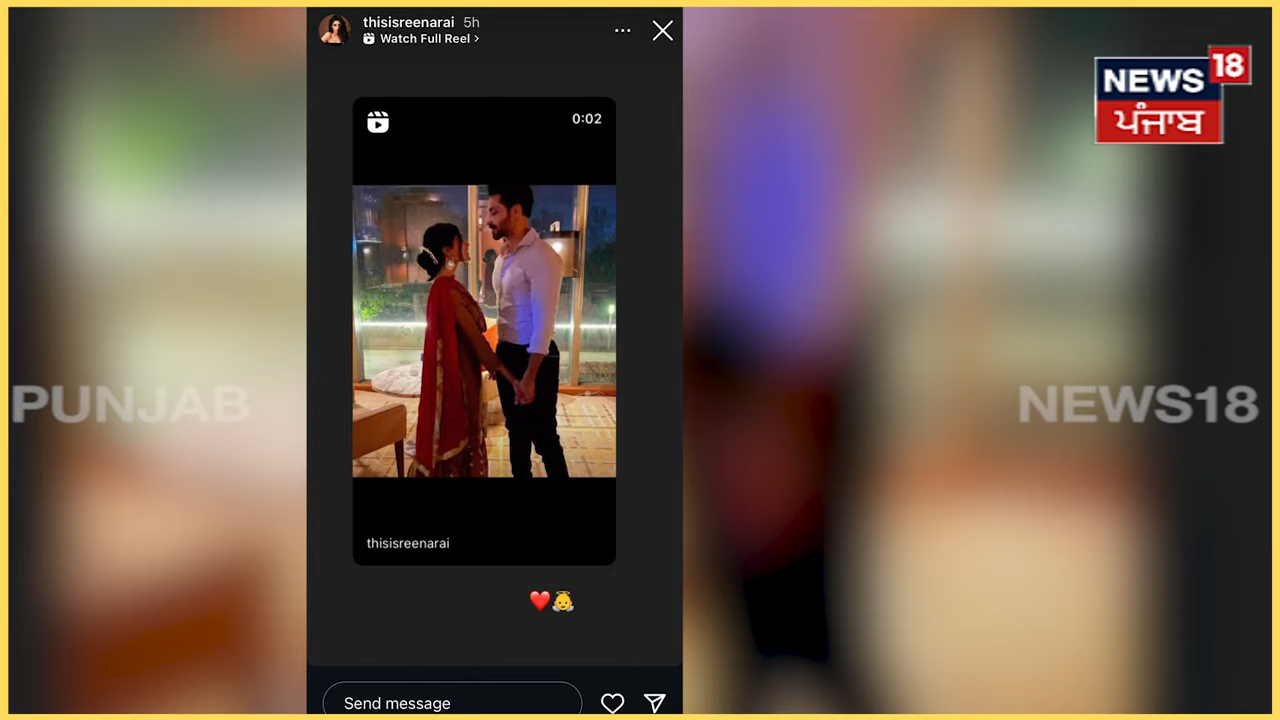 thisisreenarai 5h
Watch Full Reel >
NEWS 18
ਪੰਜਾਬ
0:02
PUNJAB
NEWS18
thisisreenarai
Send message